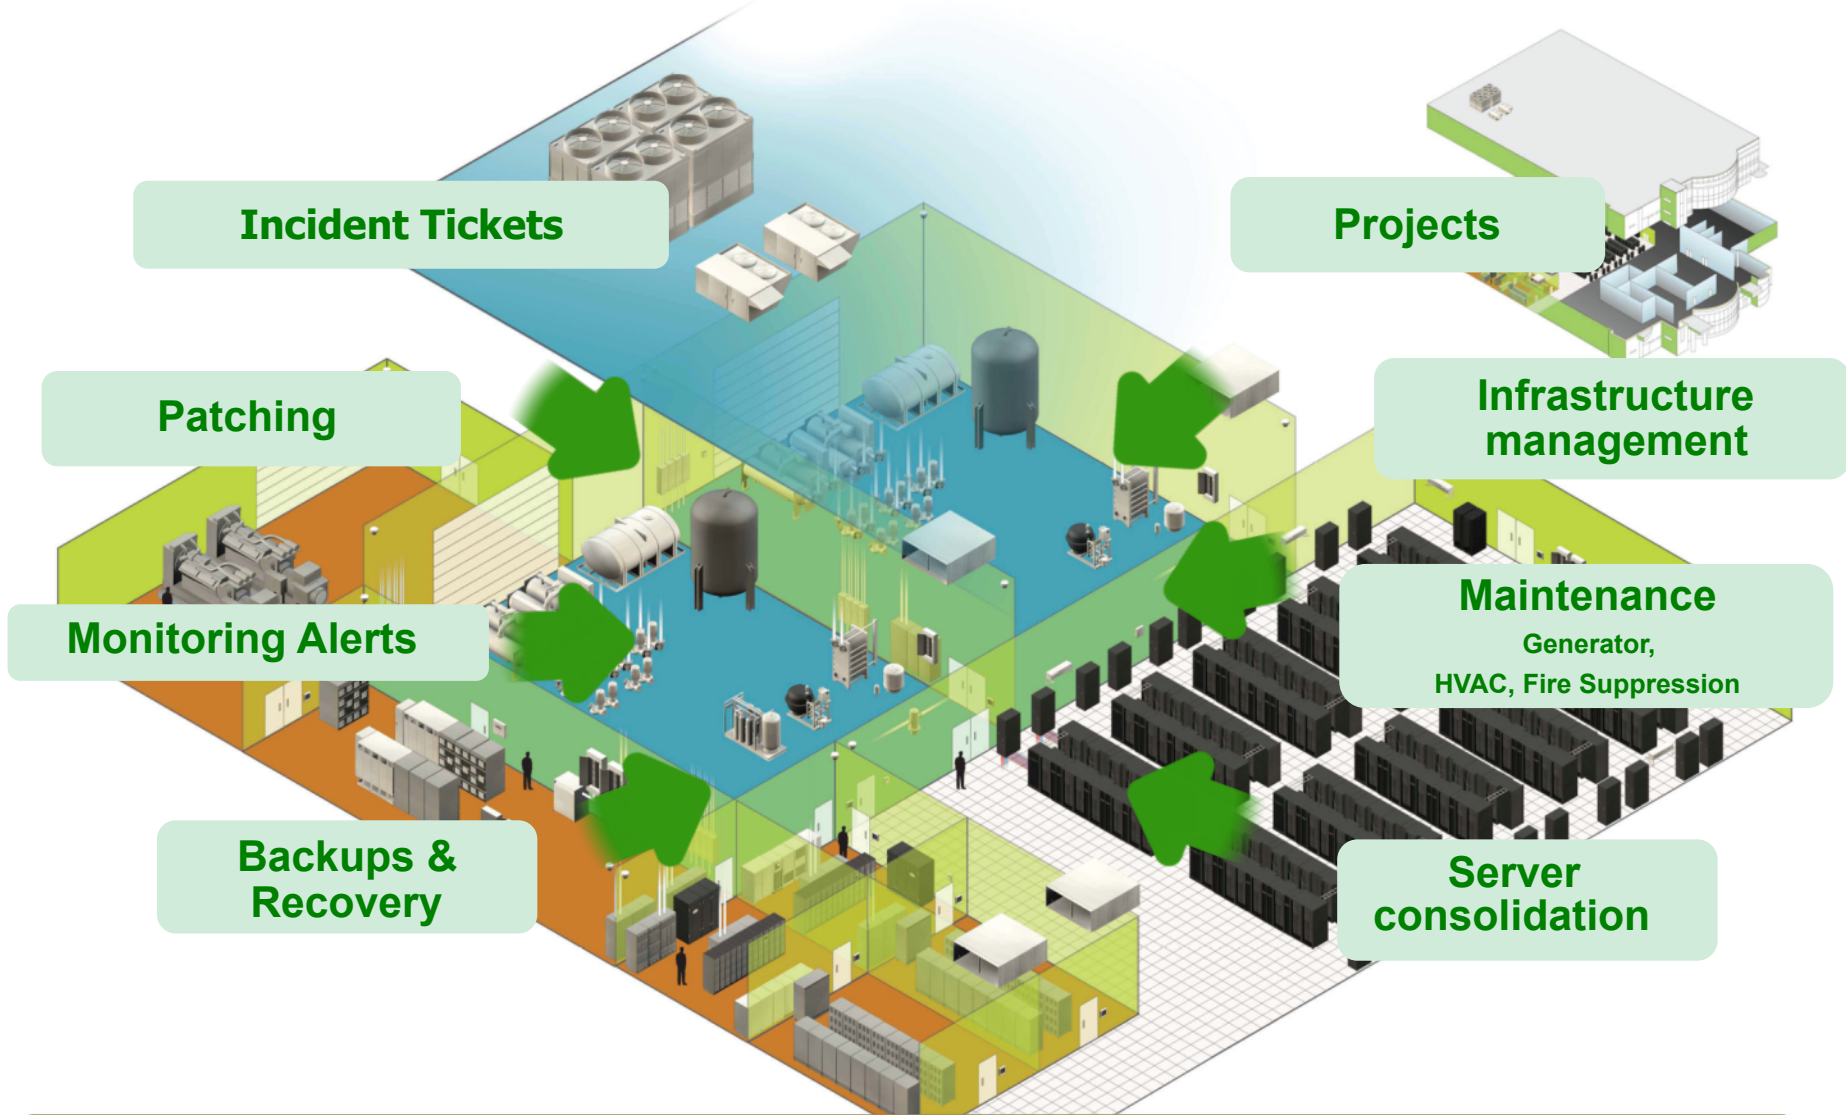 Incident Tickets
Projects
Patching
Infrastructure
management
Monitoring Alerts
Maintenance
Generator,
HVAC, Fire Suppression
Backups &
Recovery
Server
consolidation